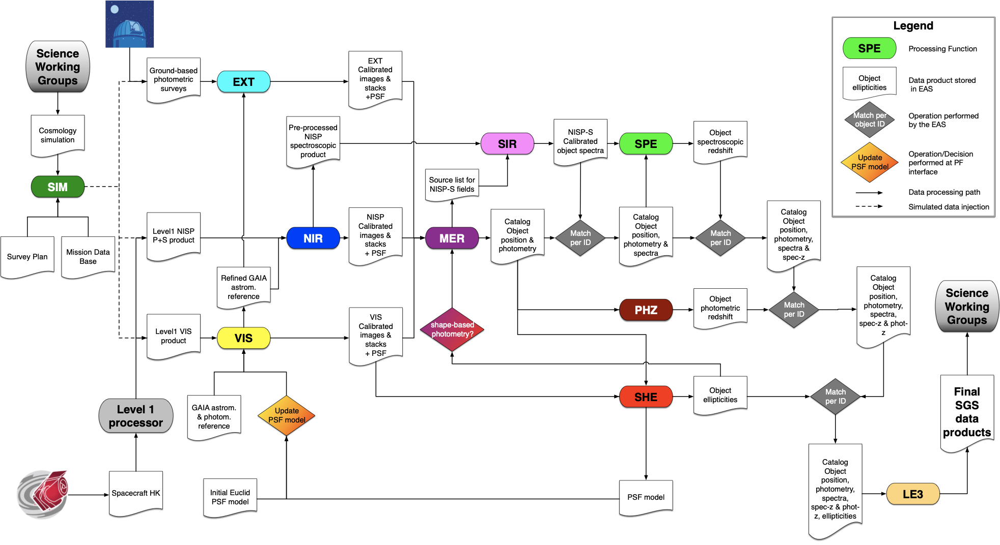 Science
Working
Groups
Cosmology
simulation
SIM
Survey Plan
Mission Data
Base
Ground-based
photometric
surveys
EXT
EXT
Calibrated
images &
stacks
+PSF
Pre-processed
NISP
spectroscopic
product
SIR
NISP-S
Calibrated
object spectra
SPE
Object
spectroscopic
redshift
Source list for
NISP-S fields
Level1 NISP
P+S product
NIR
NISP
Calibrated
images &
stacks
+ PSF
MER
Catalog
Object
position &
photometry
Match
per ID
Catalog
Object
position,
photometry &
spectra
Match
per ID
Catalog
Object
position,
photometry,
spectra &
spec-z
Refined GAIA
astrom.
reference
Level1 VIS
product
VIS
VIS
Calibrated
images &
stacks
+ PSF
shape-based
photometry?
PHZ
Object
photometric
redshift
Match
per ID
Catalog
Object
position,
photometry,
spectra,
spec-z & phot-
z
Science
Working
Groups
Level 1
processor
GAIA astrom.
& photom.
reference
Update
PSF model
SHE
Object
ellipticities
Match
per ID
Final
SGS
data
products
Spacecraft HK
Initial Euclid
PSF model
PSF model
Catalog
Object
position,
photometry,
spectra,
spec-z & phot-
z, ellipticities
LE3
Legend
SPE
Processing Function
Object
ellipticities
Data product stored
in EAS
Match per
object ID
Operation performed
by the EAS
Update
PSF model
Operation/Decision
performed at PF
interface
Data processing path
Simulated data injection